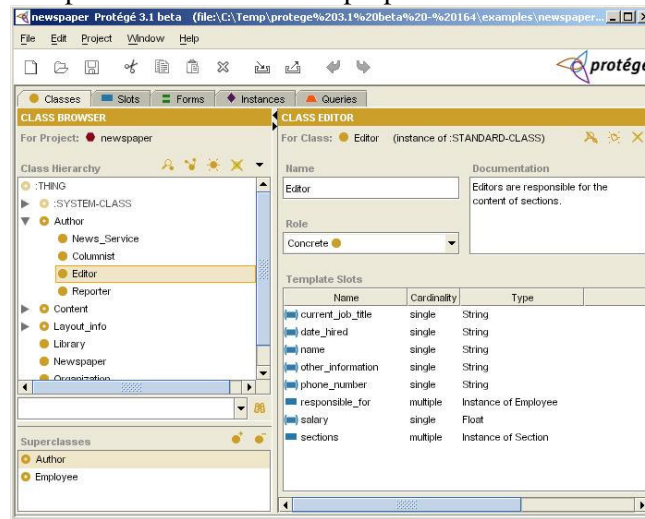 newspaper Protégé 3.1 beta (file:\C:\Temp\protege%203.1%20beta%20-%20164\examples\newspaper...
File Edit Project Window Help
protégé
Classes Slots Forms Instances Queries
CLASS BROWSER
For Project: newspaper
Class Hierarchy
:THING
:SYSTEM-CLASS
Author
News_Service
Columnist
Editor
Reporter
Content
Layout_info
Library
Newspaper
Organization
Superclasses
Author
Employee
CLASS EDITOR
For Class: Editor (instance of :STANDARD-CLASS)
Name
Editor
Documentation
Editors are responsible for the
content of sections.
Role
Concrete
Template Slots
Name Cardinality Type
current_job_title single String
date_hired single String
name single String
other_information single String
phone_number single String
responsible_for multiple Instance of Employee
salary single Float
sections multiple Instance of Section